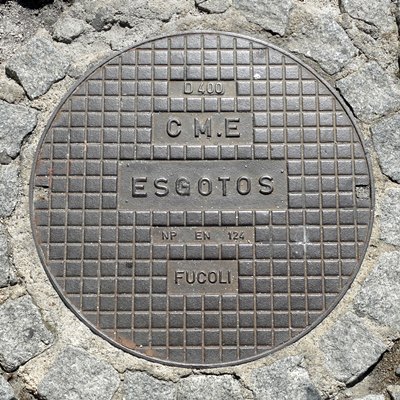 D 400
C M.E
ESGOTOS
NP EN 124
FUCOLI